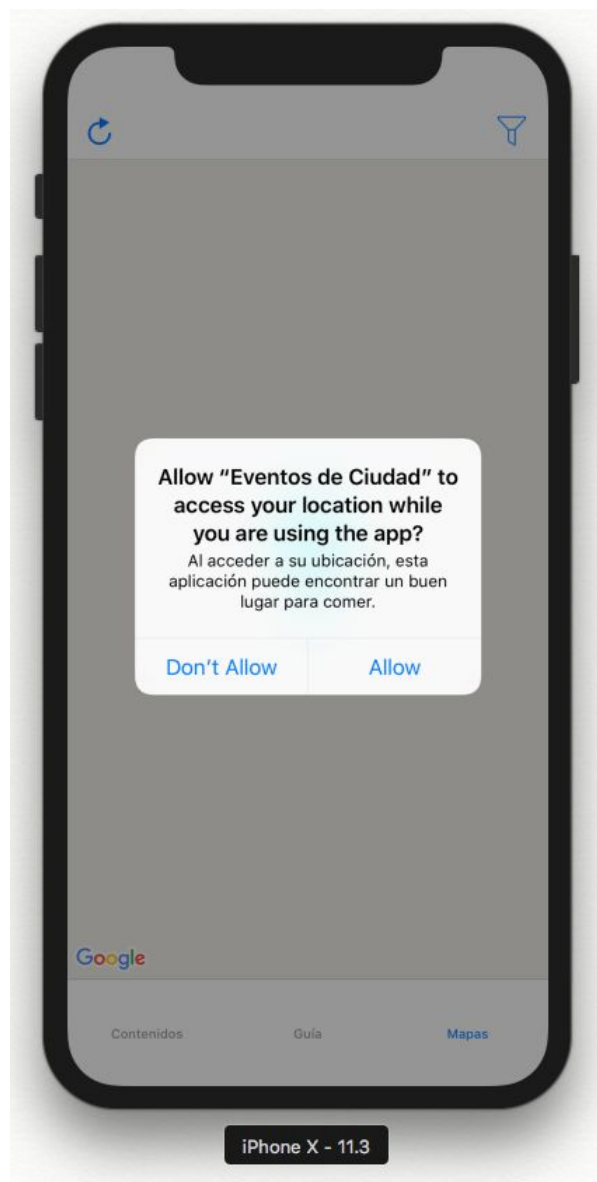 Allow “Eventos de Ciudad” to
access your location while
you are using the app?
Al acceder a su ubicación, esta
aplicación puede encontrar un buen
lugar para comer.
Don’t Allow
Allow
Google
Contenidos
Guía
Mapas
iPhone X - 11.3